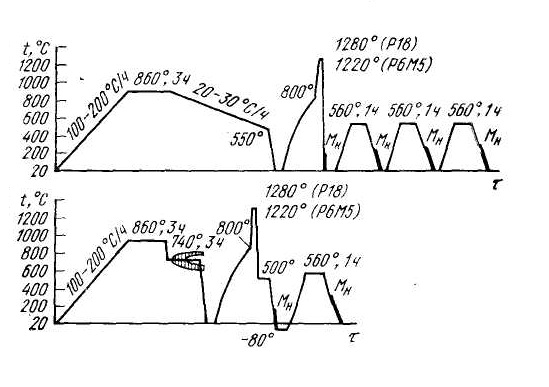 t,°C
1200
1000
800
600
400
200
20
100-200°C/ч
860°,3ч
20-30°C/ч
550°
800°
1280° (P18)
1220° (P6M5)
560°,1ч 560°,1ч 560°,1ч
Mн Mн Mн Mн
τ
t,°C
1200
1000
800
600
400
200
20
100-200°C/ч
860°,3ч
740°,3ч
800°
1280° (P18)
1220° (P6M5)
500°
560°,1ч
Mн Mн
-80°
τ